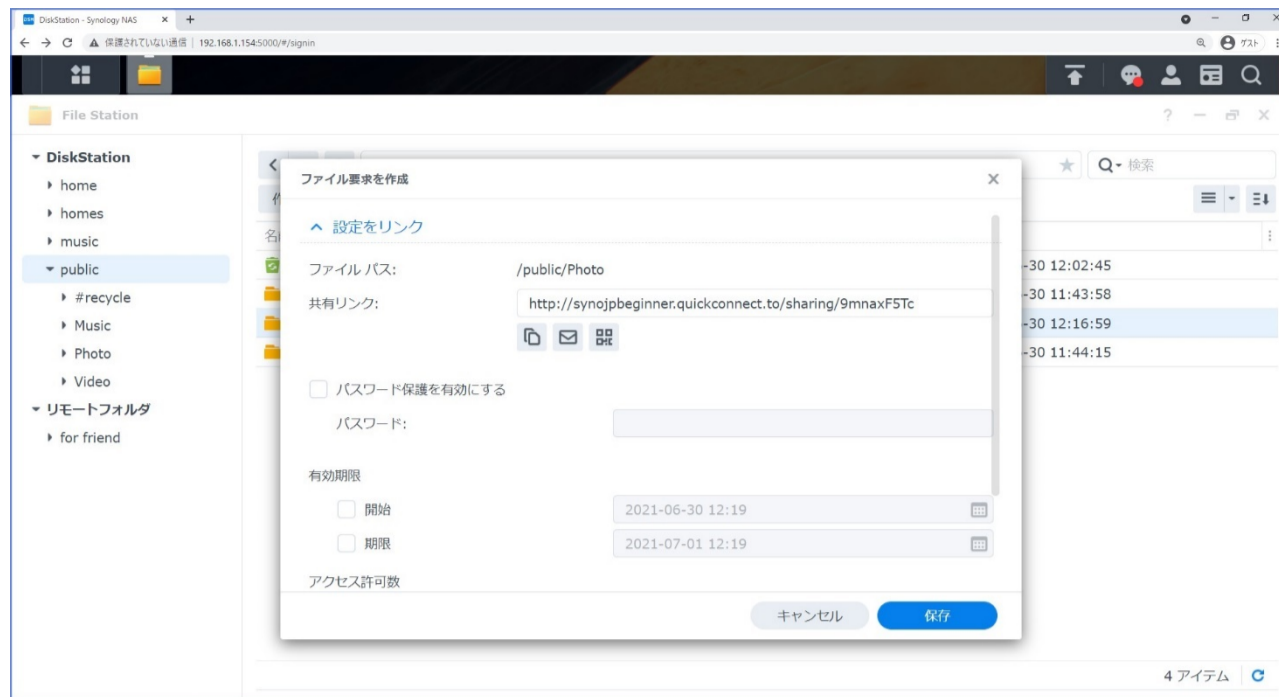 DiskStation - Synology NAS
保護されていない通信 | 192.168.1.154:5000/#/signin
ゲスト
File Station
DiskStation
home
homes
music
public
#recycle
Music
Photo
Video
リモートフォルダ
for friend
検索
ファイル要求を作成
設定をリンク
ファイル パス: /public/Photo
共有リンク: http://synojpbeginner.quickconnect.to/sharing/9mnaxF5Tc
パスワード保護を有効にする
パスワード:
有効期限
開始 2021-06-30 12:19
期限 2021-07-01 12:19
アクセス許可数
キャンセル 保存
-30 12:02:45
-30 11:43:58
-30 12:16:59
-30 11:44:15
4 アイテム